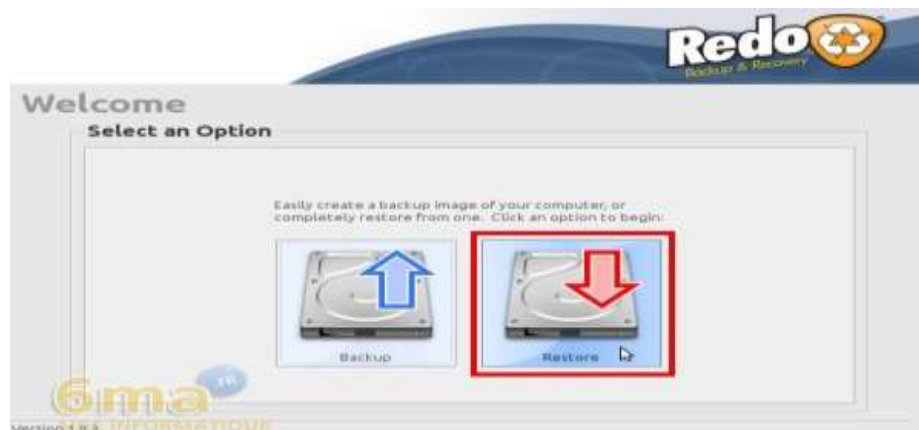 Redo
Backup & Recovery
Welcome
Select an Option
Easily create a backup image of your computer, or
completely restore from one. Click an option to begin:
Backup
Restore
6ma
INFORMATIQUE